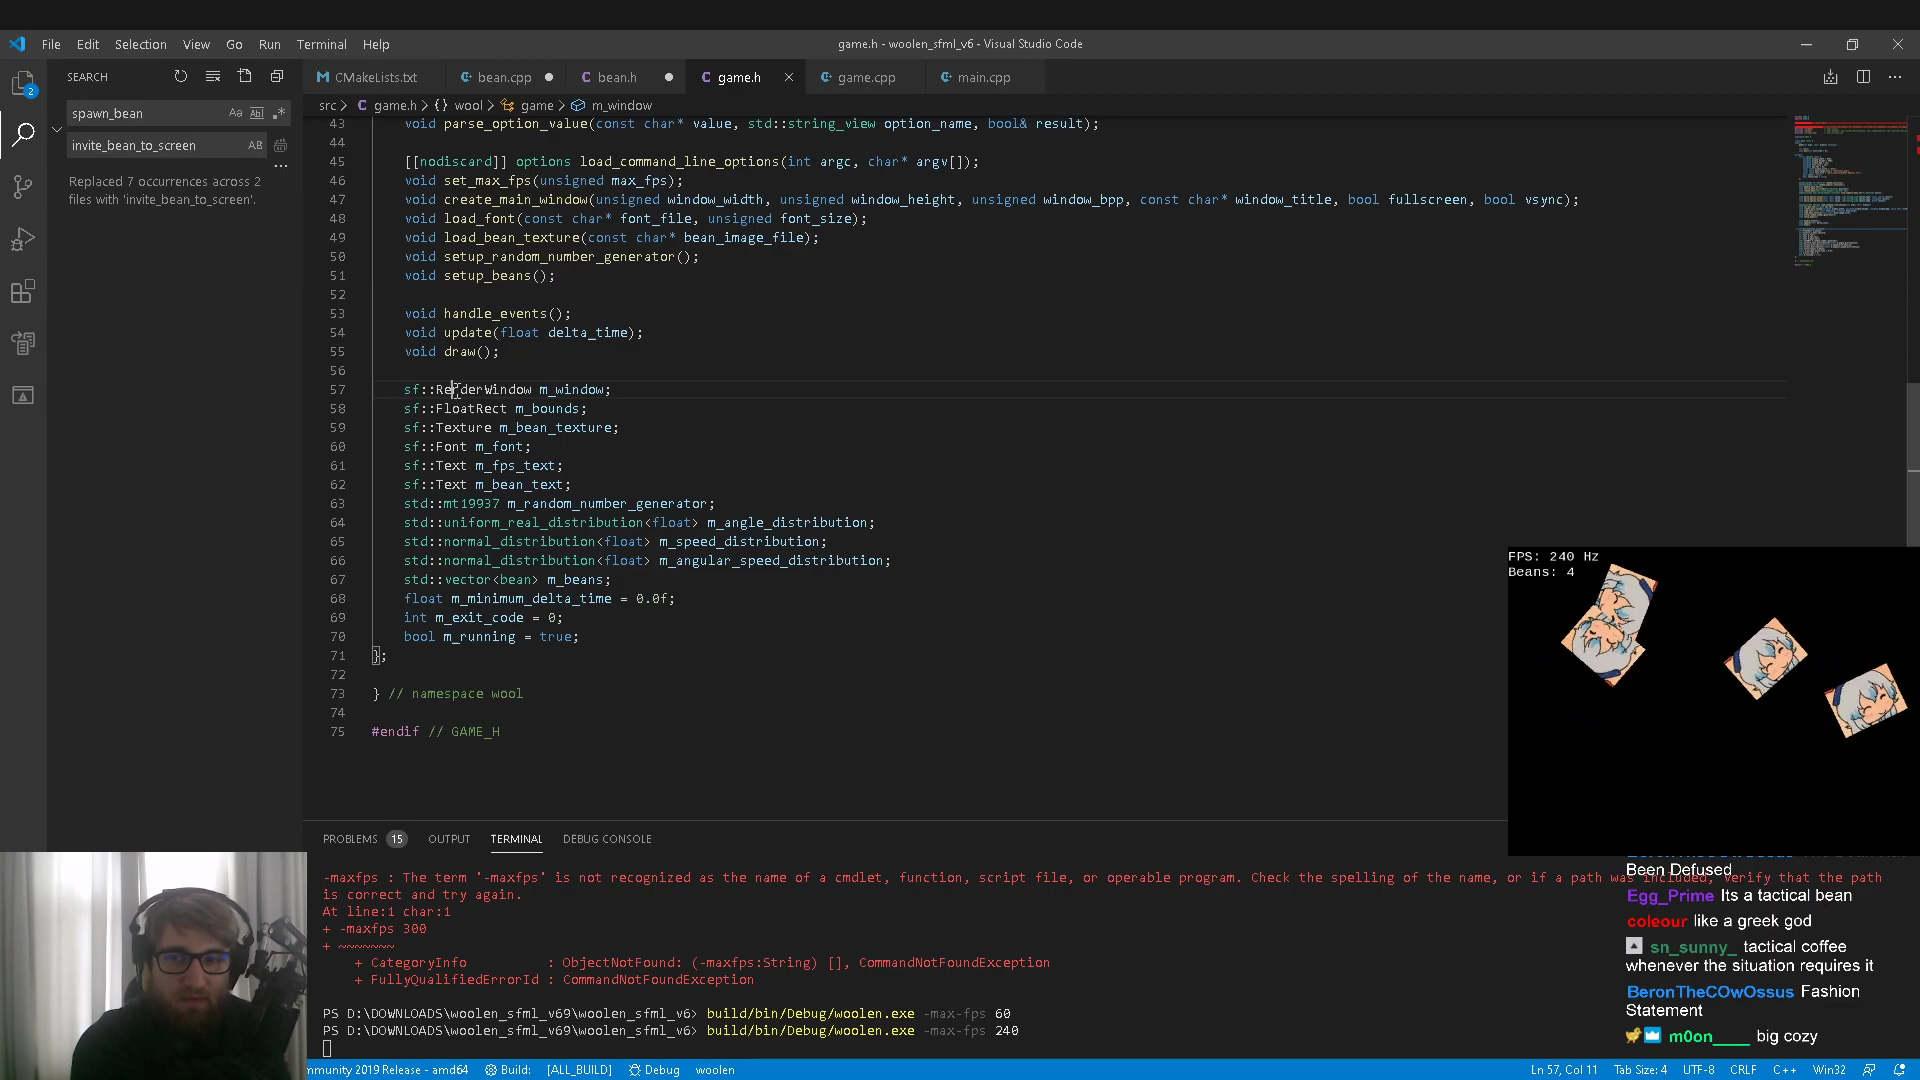 File Edit Selection View Go Run Terminal Help
game.h - woolen_sfml_v6 - Visual Studio Code
SEARCH
CMakeLists.txt bean.cpp bean.h game.h game.cpp main.cpp
spawn_bean
src > game.h > {} wool > game > m_window
2
invite_bean_to_screen AB
Replaced 7 occurrences across 2
files with 'invite_bean_to_screen'.
43 void parse_option_value(const char* value, std::string_view option_name, bool& result);
44
45 [[nodiscard]] options load_command_line_options(int argc, char* argv[]);
46 void set_max_fps(unsigned max_fps);
47 void create_main_window(unsigned window_width, unsigned window_height, unsigned window_bpp, const char* window_title, bool fullscreen, bool vsync);
48 void load_font(const char* font_file, unsigned font_size);
49 void load_bean_texture(const char* bean_image_file);
50 void setup_random_number_generator();
51 void setup_beans();
52
53 void handle_events();
54 void update(float delta_time);
55 void draw();
56
57 sf::RenderWindow m_window;
58 sf::FloatRect m_bounds;
59 sf::Texture m_bean_texture;
60 sf::Font m_font;
61 sf::Text m_fps_text;
62 sf::Text m_bean_text;
63 std::mt19937 m_random_number_generator;
64 std::uniform_real_distribution<float> m_angle_distribution;
65 std::normal_distribution<float> m_speed_distribution;
66 std::normal_distribution<float> m_angular_speed_distribution;
67 std::vector<bean> m_beans;
68 float m_minimum_delta_time = 0.0f;
69 int m_exit_code = 0;
70 bool m_running = true;
71 };
72
73 } // namespace wool
74
75 #endif // GAME_H
FPS: 240 Hz
Beans: 4
PROBLEMS 15 OUTPUT TERMINAL DEBUG CONSOLE
-maxfps : The term '-maxfps' is not recognized as the name of a cmdlet, function, script file, or operable program. Check the spelling of the name, or if a path was included, verify that the path
is correct and try again.
At line:1 char:1
+ -maxfps 300
+ ~~~~~~~
+ CategoryInfo : ObjectNotFound: (-maxfps:String) [], CommandNotFoundException
+ FullyQualifiedErrorId : CommandNotFoundException
PS D:\DOWNLOADS\woolen_sfml_v69\woolen_sfml_v6> build/bin/Debug/woolen.exe -max-fps 60
PS D:\DOWNLOADS\woolen_sfml_v69\woolen_sfml_v6> build/bin/Debug/woolen.exe -max-fps 240
Been Defused
Egg_Prime Its a tactical bean
coleour like a greek god
sn_sunny_ tactical coffee
whenever the situation requires it
BeronTheCOwOssus Fashion
Statement
m0on____ big cozy
mmunity 2019 Release - amd64 Build: [ALL_BUILD] Debug woolen
Ln 57, Col 11 Tab Size: 4 UTF-8 CRLF C++ Win32